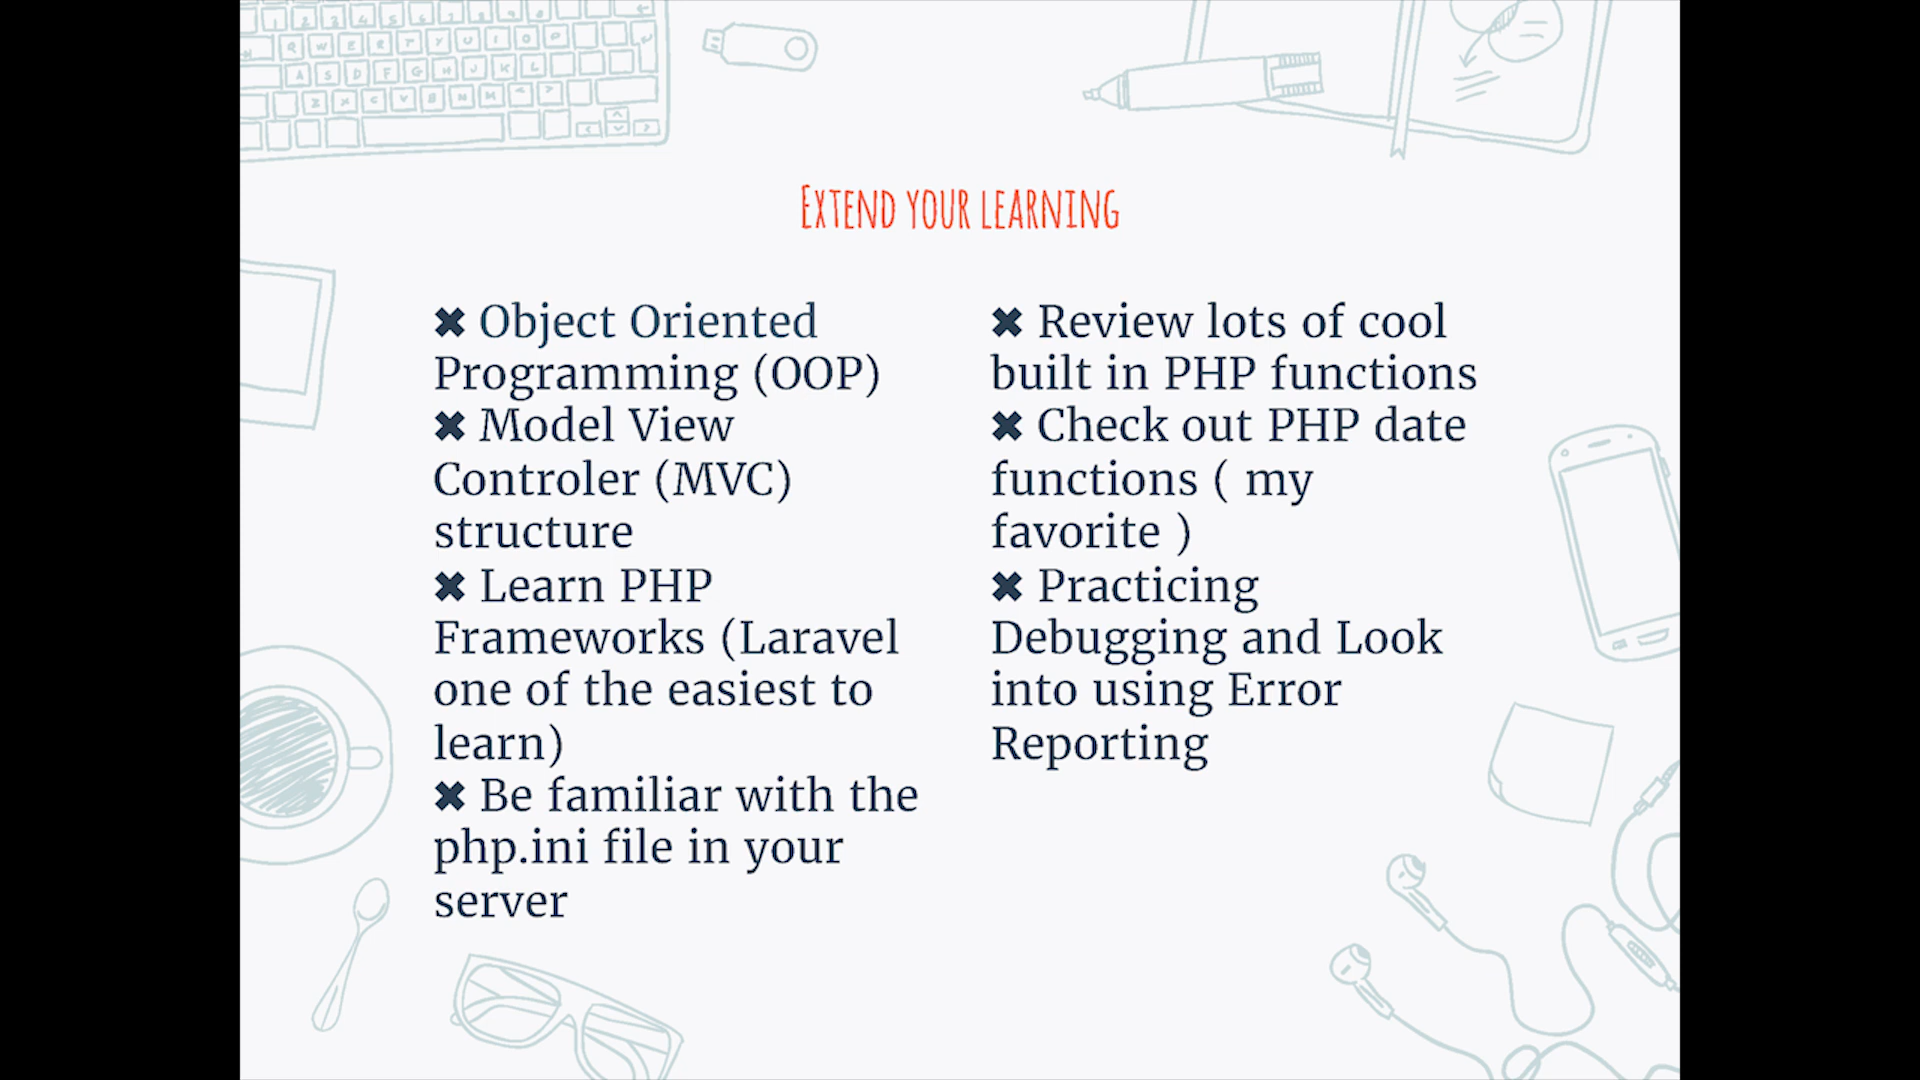 Extend your learning
✖ Object Oriented
Programming (OOP)
✖ Model View
Controler (MVC)
structure
✖ Learn PHP
Frameworks (Laravel
one of the easiest to
learn)
✖ Be familiar with the
php.ini file in your
server
✖ Review lots of cool
built in PHP functions
✖ Check out PHP date
functions ( my
favorite )
✖ Practicing
Debugging and Look
into using Error
Reporting